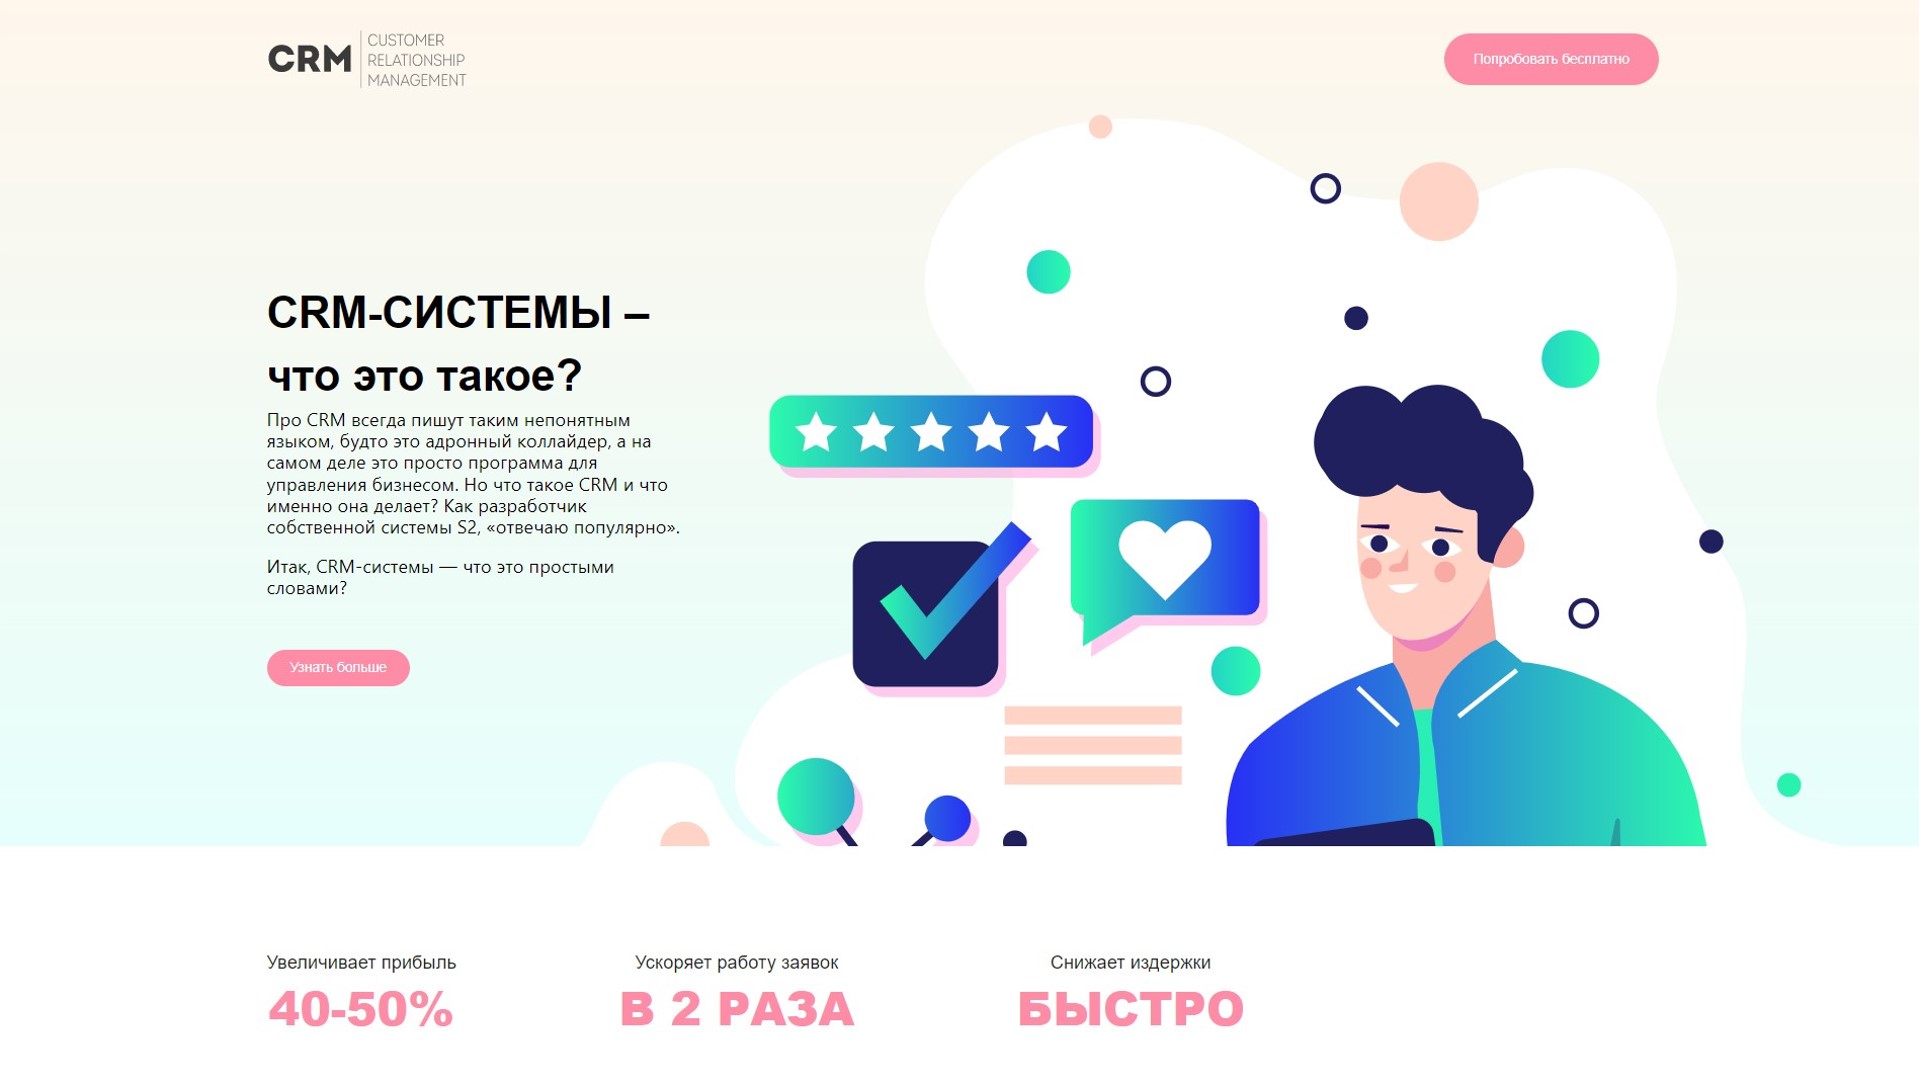 CRM
CUSTOMER
RELATIONSHIP
MANAGEMENT
Попробовать бесплатно
CRM-СИСТЕМЫ –
что это такое?
Про CRM всегда пишут таким непонятным
языком, будто это адронный коллайдер, а на
самом деле это просто программа для
управления бизнесом. Но что такое CRM и что
именно она делает? Как разработчик
собственной системы S2, «отвечаю популярно».
Итак, CRM-системы — что это простыми
словами?
Узнать больше
Увеличивает прибыль
40-50%
Ускоряет работу заявок
В 2 РАЗА
Снижает издержки
БЫСТРО